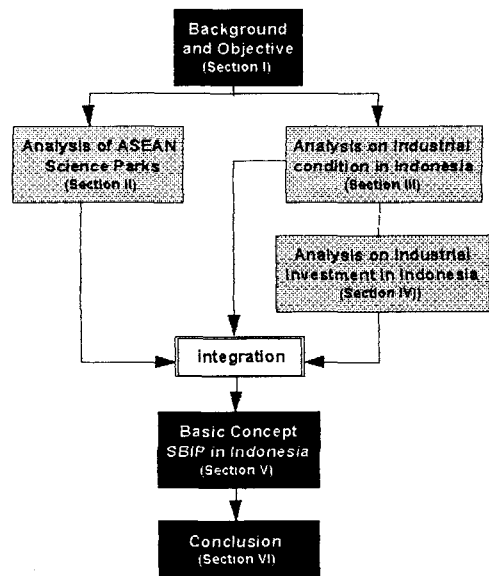 Background
and Objective
(Section I)
Analysis of ASEAN
Science Parks
(Section II)
Analysis on Industrial
condition in Indonesia
(Section III)
Analysis on Industrial
Investment in Indonesia
(Section IV))
integration
Basic Concept
SBIP in Indonesia
(Section V)
Conclusion
(Section VI)